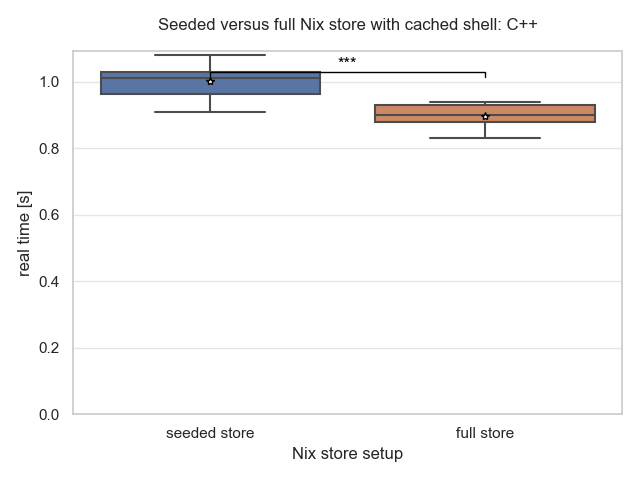 Seeded versus full Nix store with cached shell: C++
***
1.0
0.8
0.6
0.4
0.2
0.0
real time [s]
seeded store
full store
Nix store setup